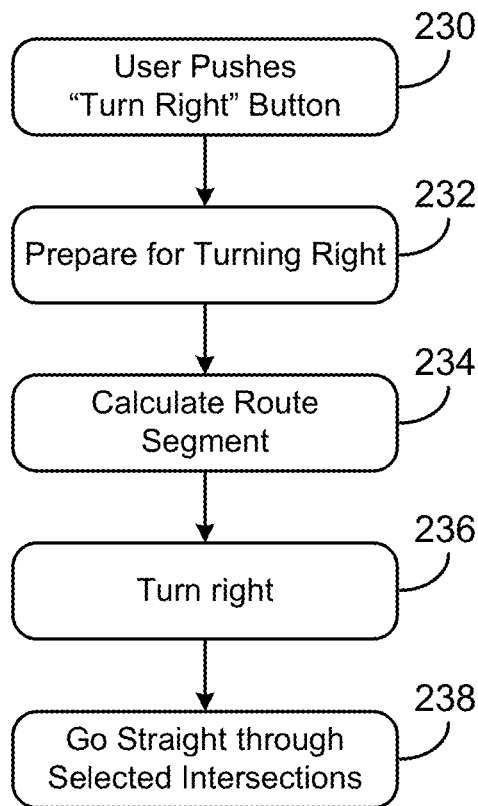 230
User Pushes
“Turn Right” Button
232
Prepare for Turning Right
234
Calculate Route
Segment
236
Turn right
238
Go Straight through
Selected Intersections